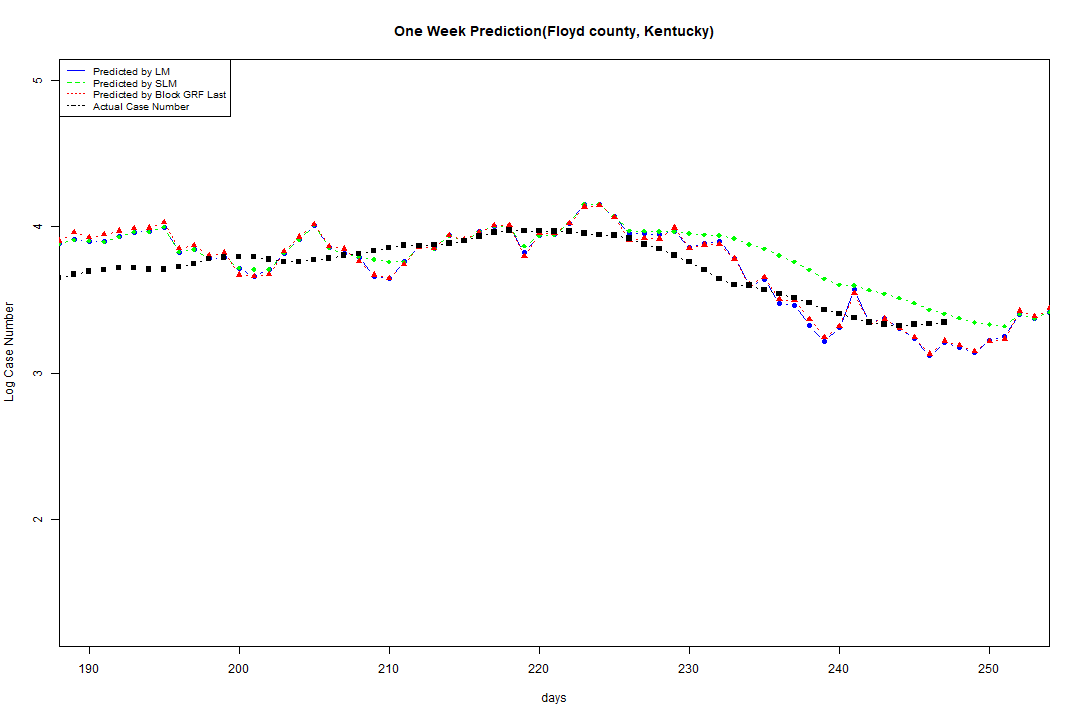 One Week Prediction(Floyd county, Kentucky)
Predicted by LM
Predicted by SLM
Predicted by Block GRF Last
Actual Case Number
5
4
3
2
Log Case Number
190 200 210 220 230 240 250
days